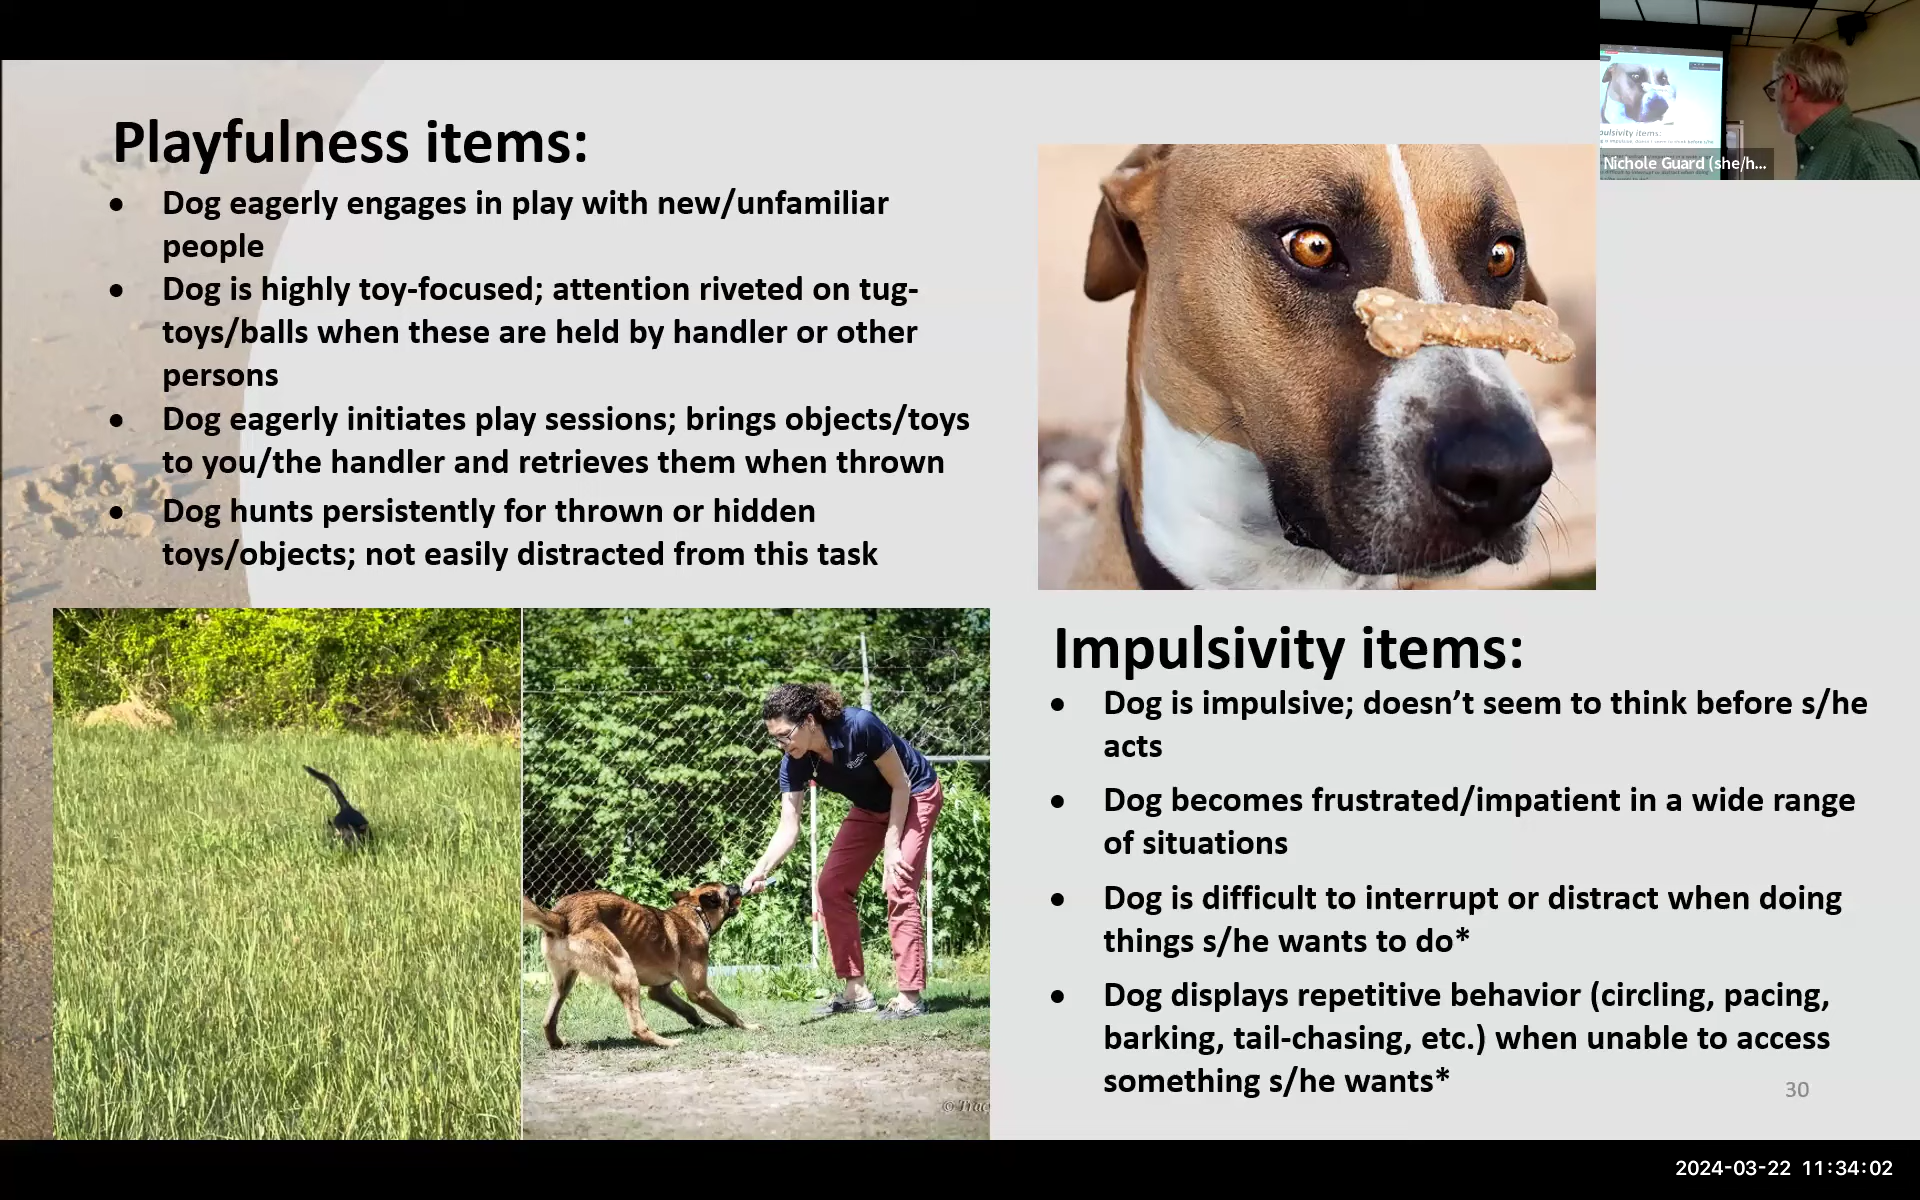 Playfulness items:
● Dog eagerly engages in play with new/unfamiliar
people
● Dog is highly toy-focused; attention riveted on tug-
toys/balls when these are held by handler or other
persons
● Dog eagerly initiates play sessions; brings objects/toys
to you/the handler and retrieves them when thrown
● Dog hunts persistently for thrown or hidden
toys/objects; not easily distracted from this task
Nichole Guard (she/h...
Impulsivity items:
● Dog is impulsive; doesn’t seem to think before s/he
acts
● Dog becomes frustrated/impatient in a wide range
of situations
● Dog is difficult to interrupt or distract when doing
things s/he wants to do*
● Dog displays repetitive behavior (circling, pacing,
barking, tail-chasing, etc.) when unable to access
something s/he wants*
30
© Trac
2024-03-22 11:34:02